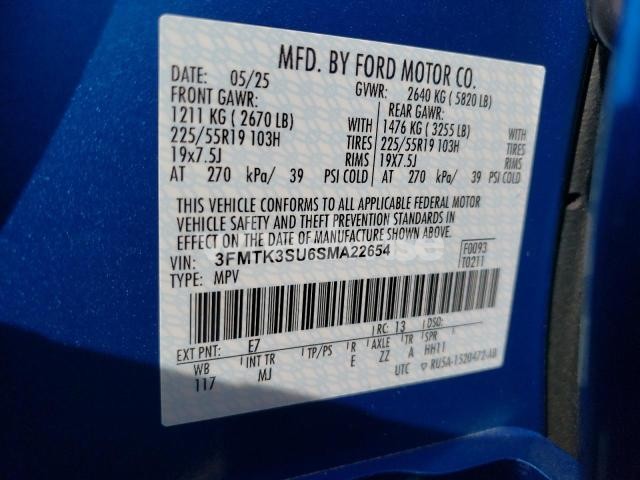 MFD. BY FORD MOTOR CO.
DATE: 05/25 GVWR: 2640 KG ( 5820 LB)
FRONT GAWR: REAR GAWR:
1211 KG ( 2670 LB) WITH 1476 KG ( 3255 LB) WITH
225/55R19 103H TIRES 225/55R19 103H TIRES
19x7.5J RIMS 19X7.5J RIMS
AT 270 kPa/ 39 PSI COLD AT 270 kPa/ 39 PSI COLD
THIS VEHICLE CONFORMS TO ALL APPLICABLE FEDERAL MOTOR
VEHICLE SAFETY AND THEFT PREVENTION STANDARDS IN
EFFECT ON THE DATE OF MANUFACTURE SHOWN ABOVE.
VIN: 3FMTK3SU6SMA22654 F0093
TYPE: MPV T0211
EXT PNT: E7 RC: 13 DSO:
WB INT TR TP/PS R AXLE TR SPR
117 MJ E ZZ A HH11
UTC ▽ RU5A-1520472-AB